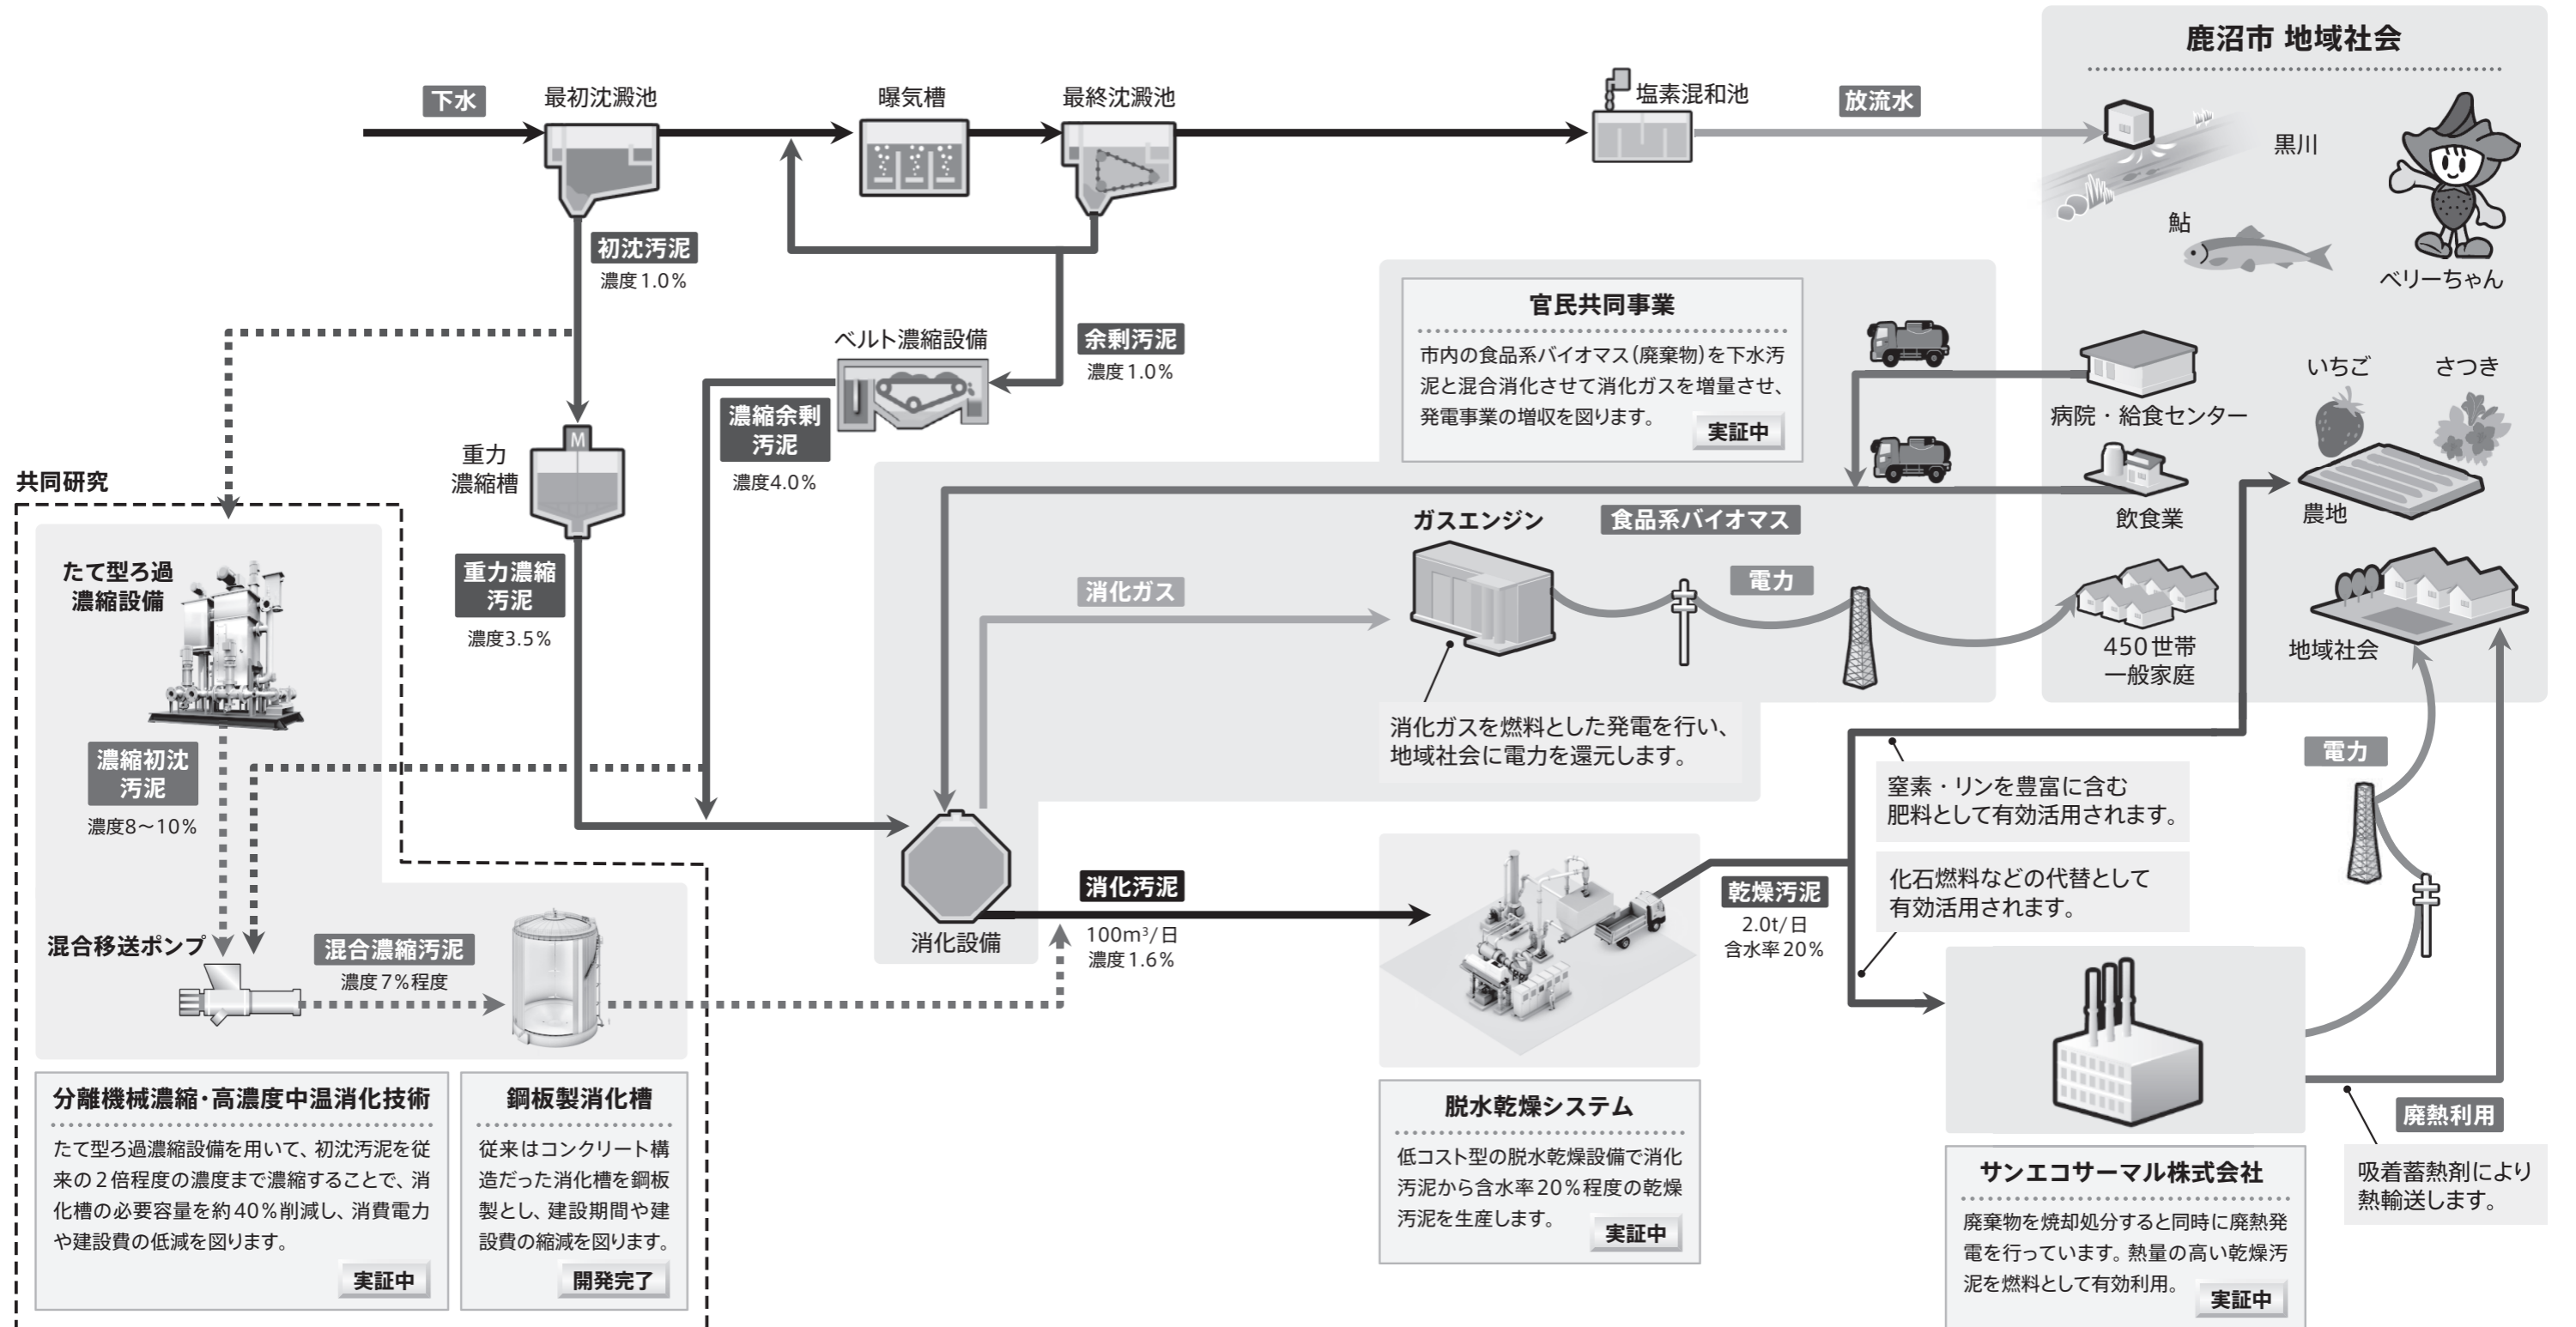 鹿沼市 地域社会
下水
最初沈澱池
曝気槽
最終沈澱池
塩素混和池
放流水
黒川
鮎
ベリーちゃん
初沈汚泥
濃度1.0%
ベルト濃縮設備
余剰汚泥
濃度1.0%
濃縮余剰
汚泥
濃度4.0%
官民共同事業
市内の食品系バイオマス(廃棄物)を下水汚
泥と混合消化させて消化ガスを増量させ、
発電事業の増収を図ります。
実証中
病院・給食センター
いちご
さつき
飲食業
農地
重力
濃縮槽
M
重力濃縮
汚泥
濃度3.5%
共同研究
たて型ろ過
濃縮設備
濃縮初沈
汚泥
濃度8〜10%
混合移送ポンプ
混合濃縮汚泥
濃度7%程度
消化ガス
ガスエンジン
食品系バイオマス
電力
450世帯
一般家庭
地域社会
消化ガスを燃料とした発電を行い、
地域社会に電力を還元します。
電力
窒素・リンを豊富に含む
肥料として有効活用されます。
化石燃料などの代替として
有効活用されます。
消化設備
消化汚泥
100m³/日
濃度1.6%
乾燥汚泥
2.0t/日
含水率20%
分離機械濃縮・高濃度中温消化技術
たて型ろ過濃縮設備を用いて、初沈汚泥を従
来の2倍程度の濃度まで濃縮することで、消
化槽の必要容量を約40%削減し、消費電力
や建設費の低減を図ります。
実証中
鋼板製消化槽
従来はコンクリート構
造だった消化槽を鋼板
製とし、建設期間や建
設費の縮減を図ります。
開発完了
脱水乾燥システム
低コスト型の脱水乾燥設備で消化
汚泥から含水率20%程度の乾燥
汚泥を生産します。
実証中
サンエコサーマル株式会社
廃棄物を焼却処分すると同時に廃熱発
電を行っています。熱量の高い乾燥汚
泥を燃料として有効利用。
実証中
廃熱利用
吸着蓄熱剤により
熱輸送します。